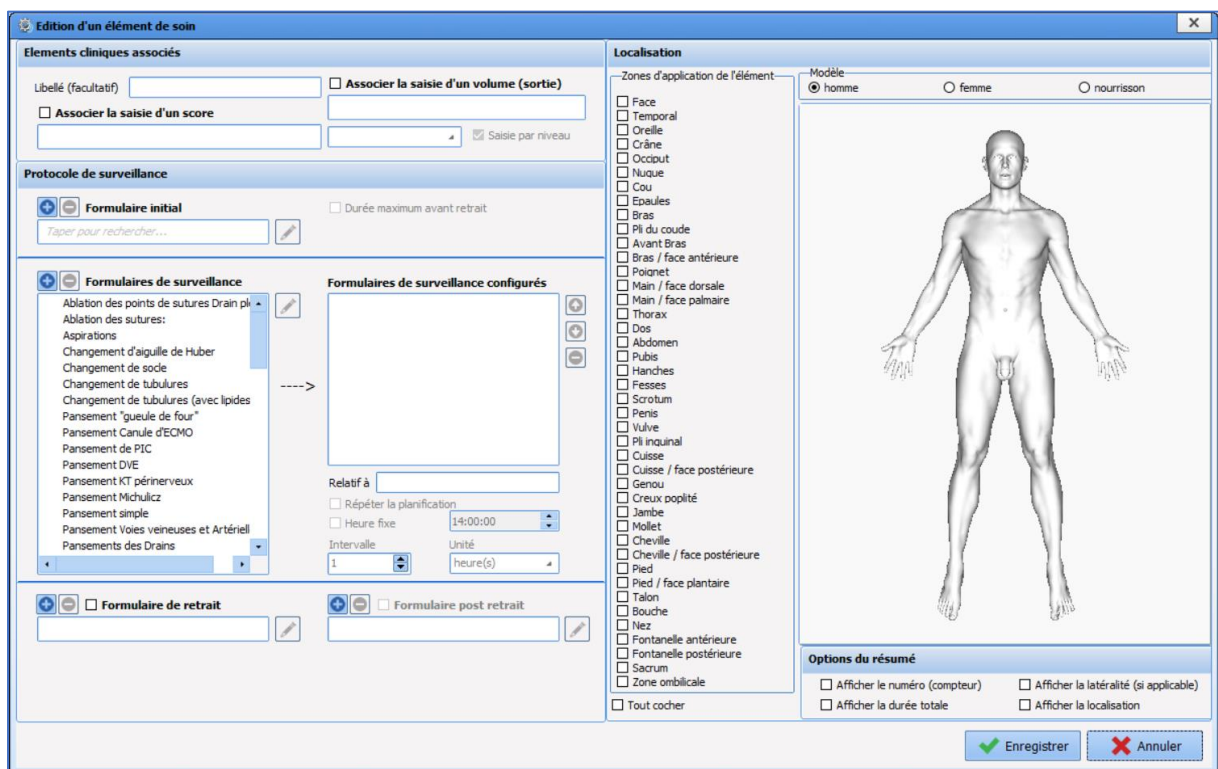 Edition d'un élément de soin
Elements cliniques associés
Libellé (facultatif)
Associer la saisie d'un volume (sortie)
Associer la saisie d'un score
Saisie par niveau
Protocole de surveillance
Formulaire initial
Durée maximum avant retrait
Taper pour rechercher...
Formulaires de surveillance
Formulaires de surveillance configurés
Ablation des points de sutures Drain pl
Ablation des sutures:
Aspirations
Changement d'aiguille de Huber
Changement de socle
Changement de tubulures
Changement de tubulures (avec lipides
Pansement "gueule de four"
Pansement Canule d'ECMO
Pansement de PIC
Pansement DVE
Pansement KT périnerveux
Pansement Michulicz
Pansement simple
Pansement Voies veineuses et Artériell
Pansements des Drains
---->
Relatif à
Répéter la planification
Heure fixe
14:00:00
Intervalle
Unité
1
heure(s)
Formulaire de retrait
Formulaire post retrait
Localisation
Zones d'application de l'élément
Face
Temporal
Oreille
Crâne
Occiput
Nuque
Cou
Epaules
Bras
Pli du coude
Avant Bras
Bras / face antérieure
Poignet
Main / face dorsale
Main / face palmaire
Thorax
Dos
Abdomen
Pubis
Hanches
Fesses
Scrotum
Penis
Vulve
Pli inguinal
Cuisse
Cuisse / face postérieure
Genou
Creux poplité
Jambe
Mollet
Cheville
Cheville / face postérieure
Pied
Pied / face plantaire
Talon
Bouche
Nez
Fontanelle antérieure
Fontanelle postérieure
Sacrum
Zone ombilicale
Tout cocher
Modèle
homme
femme
nourrisson
Options du résumé
Afficher le numéro (compteur)
Afficher la latéralité (si applicable)
Afficher la durée totale
Afficher la localisation
Enregistrer
Annuler